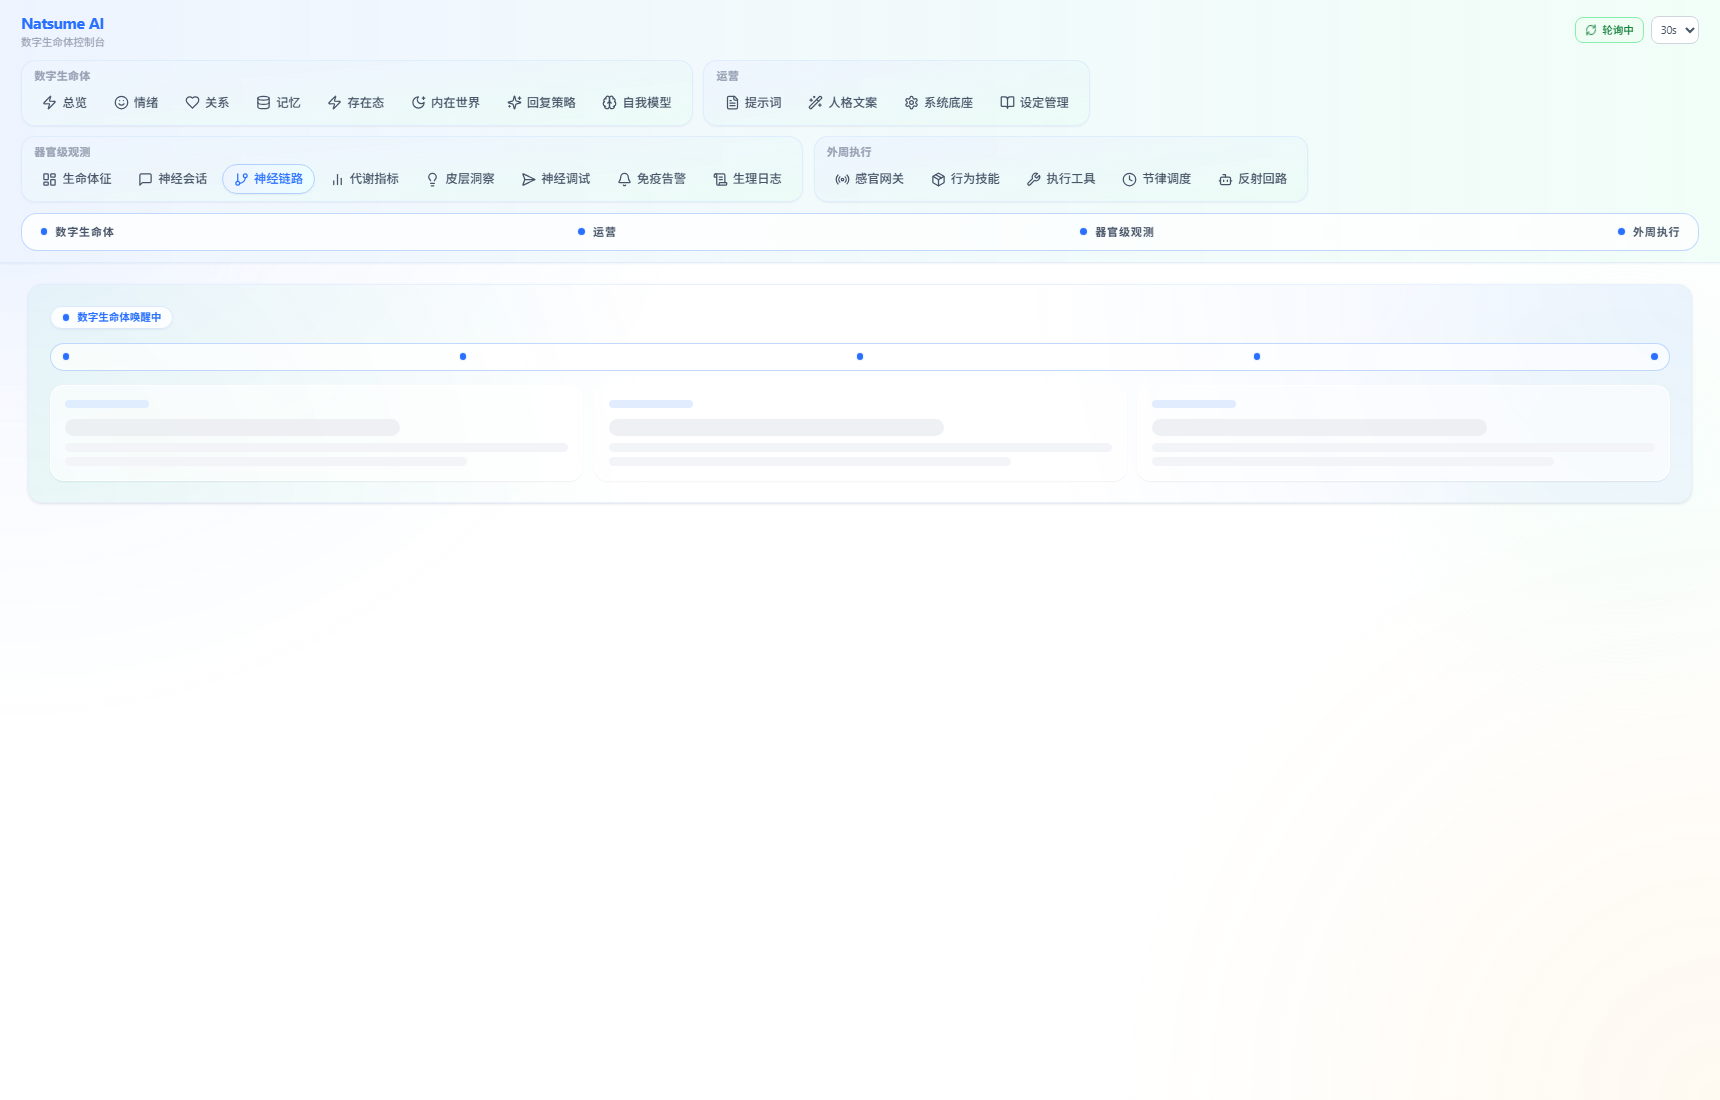 Natsume AI
数字生命体控制台
轮询中
30s
数字生命体
总览 情绪 关系 记忆 存在态 内在世界 回复策略 自我模型
运营
提示词 人格文案 系统底座 设定管理
器官级观测
生命体征 神经会话 神经链路 代谢指标 皮层洞察 神经调试 免疫告警 生理日志
外周执行
感官网关 行为技能 执行工具 节律调度 反射回路
数字生命体 运营 器官级观测 外周执行
数字生命体唤醒中